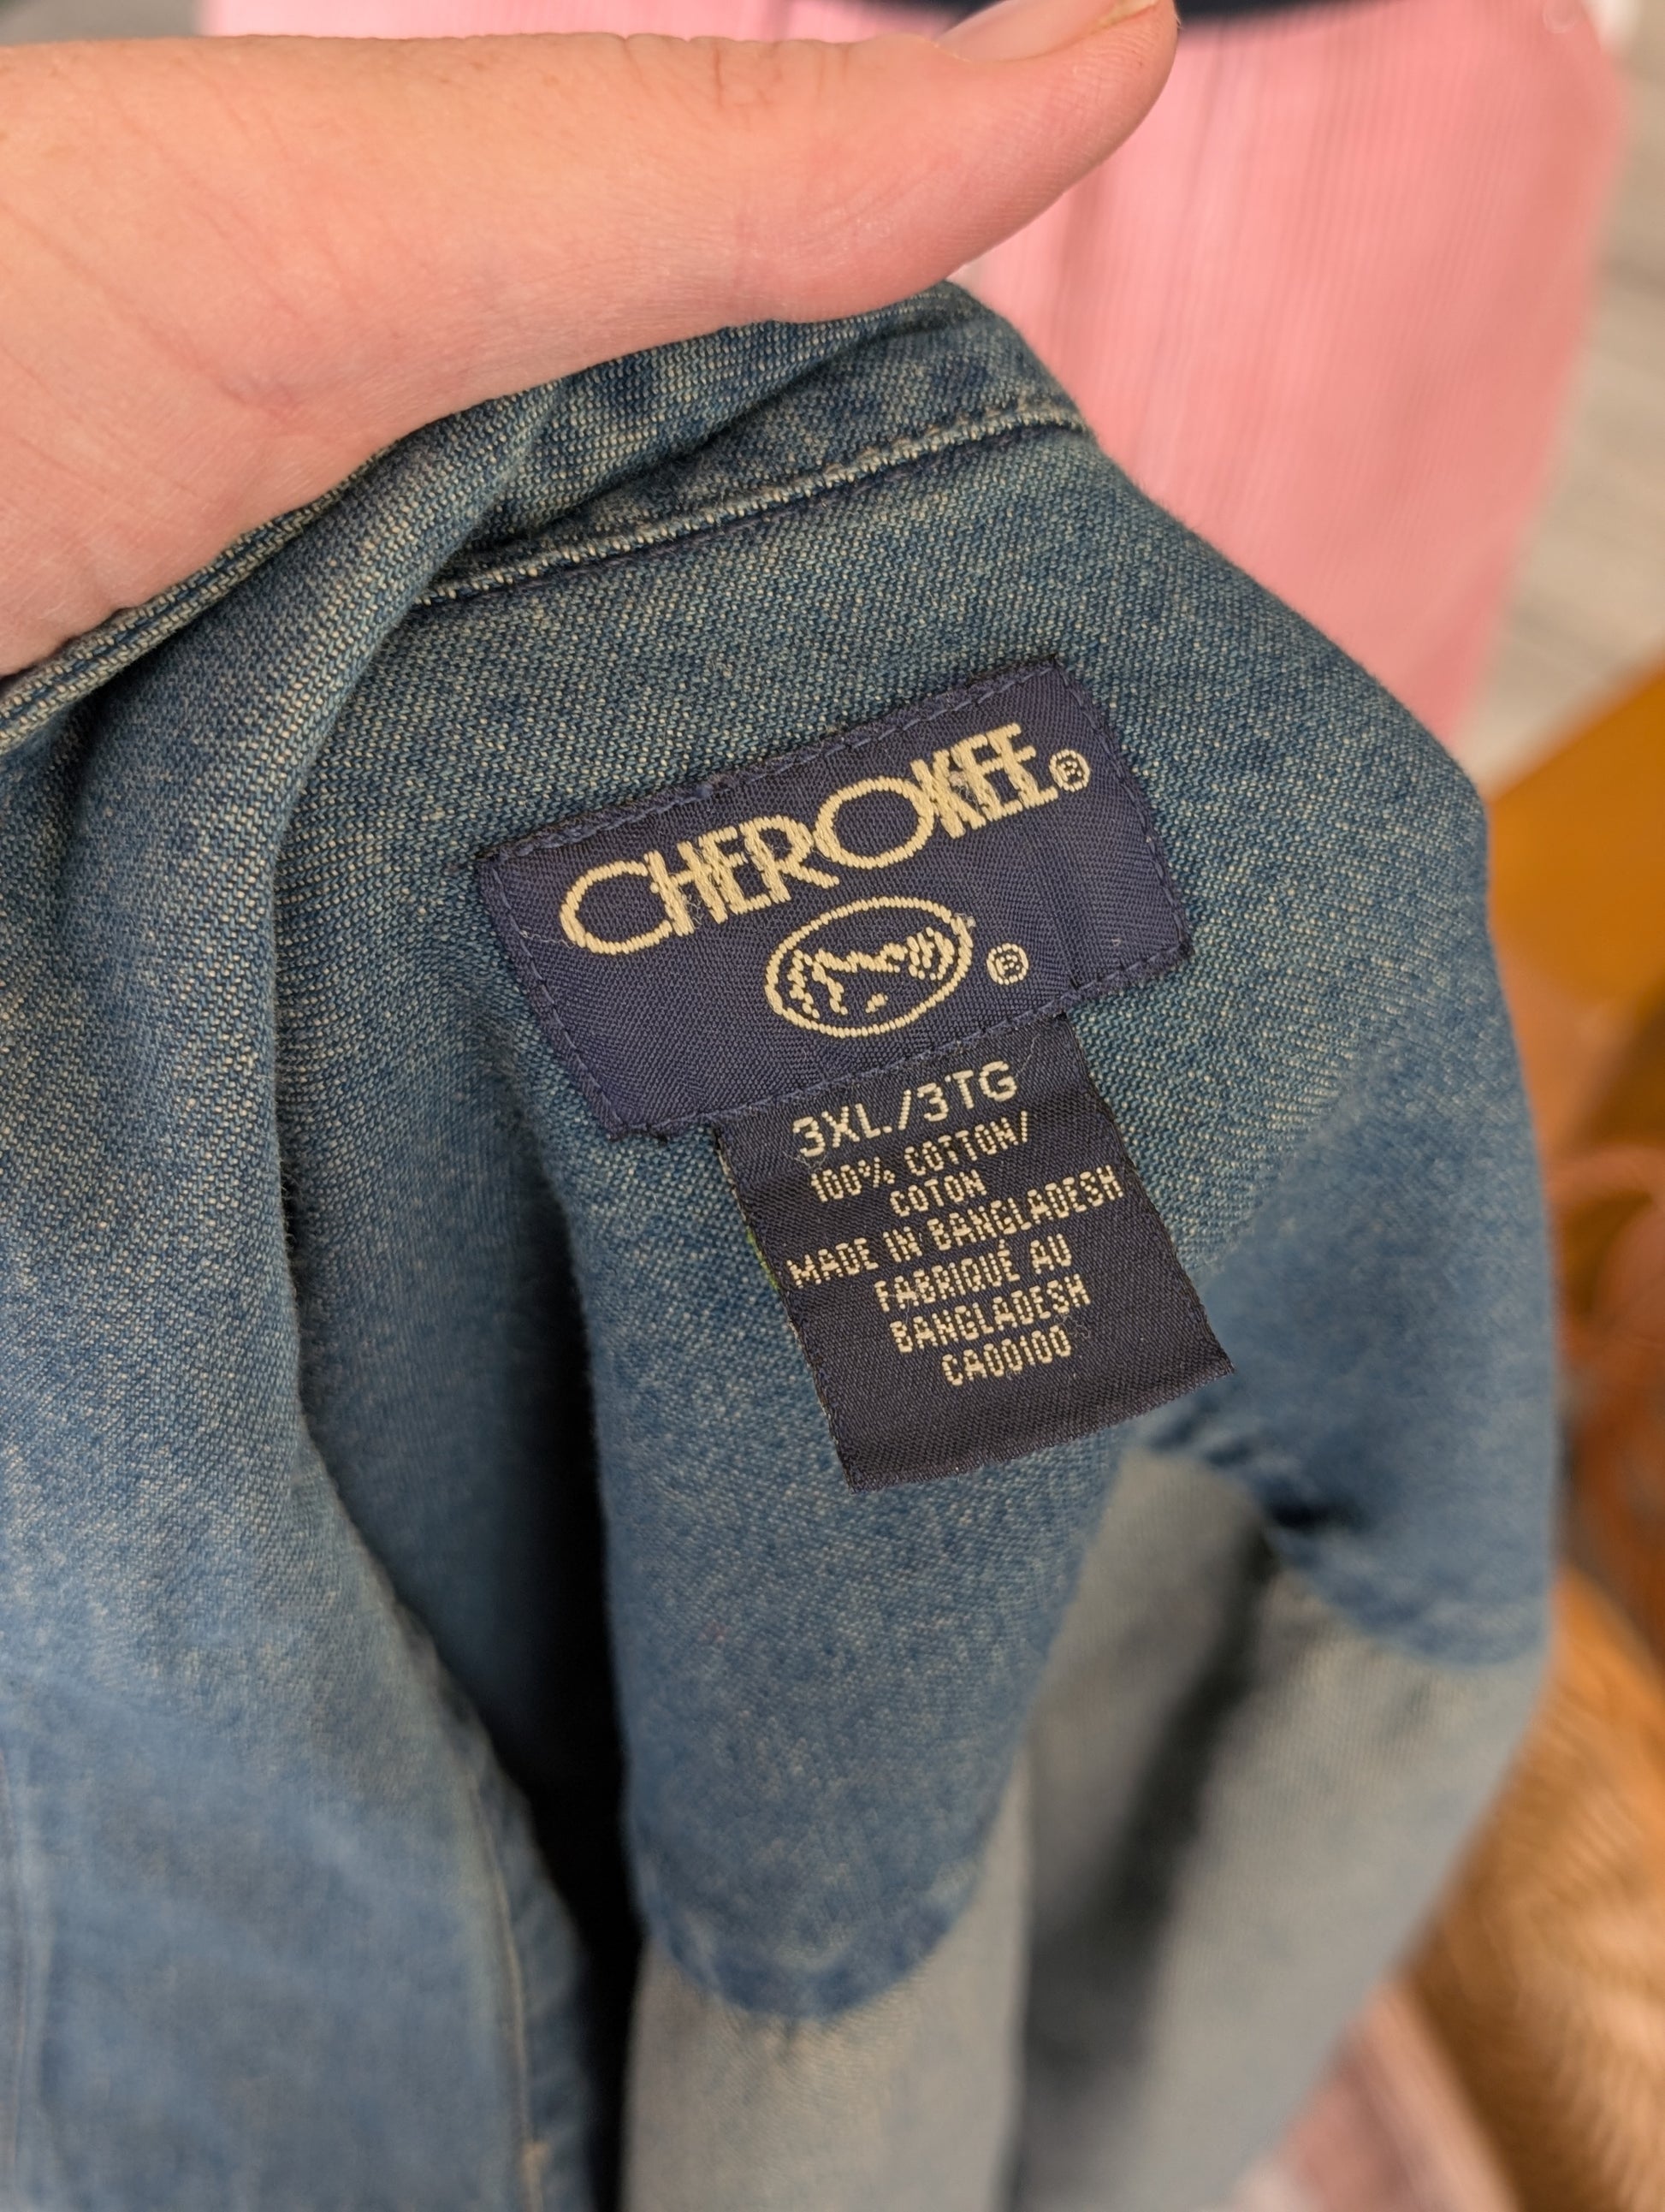 CHEROKEE®
®
3XL/3TG
100% COTTON/
COTON
MADE IN BANGLADESH
FABRIQUÉ AU
BANGLADESH
CA00100